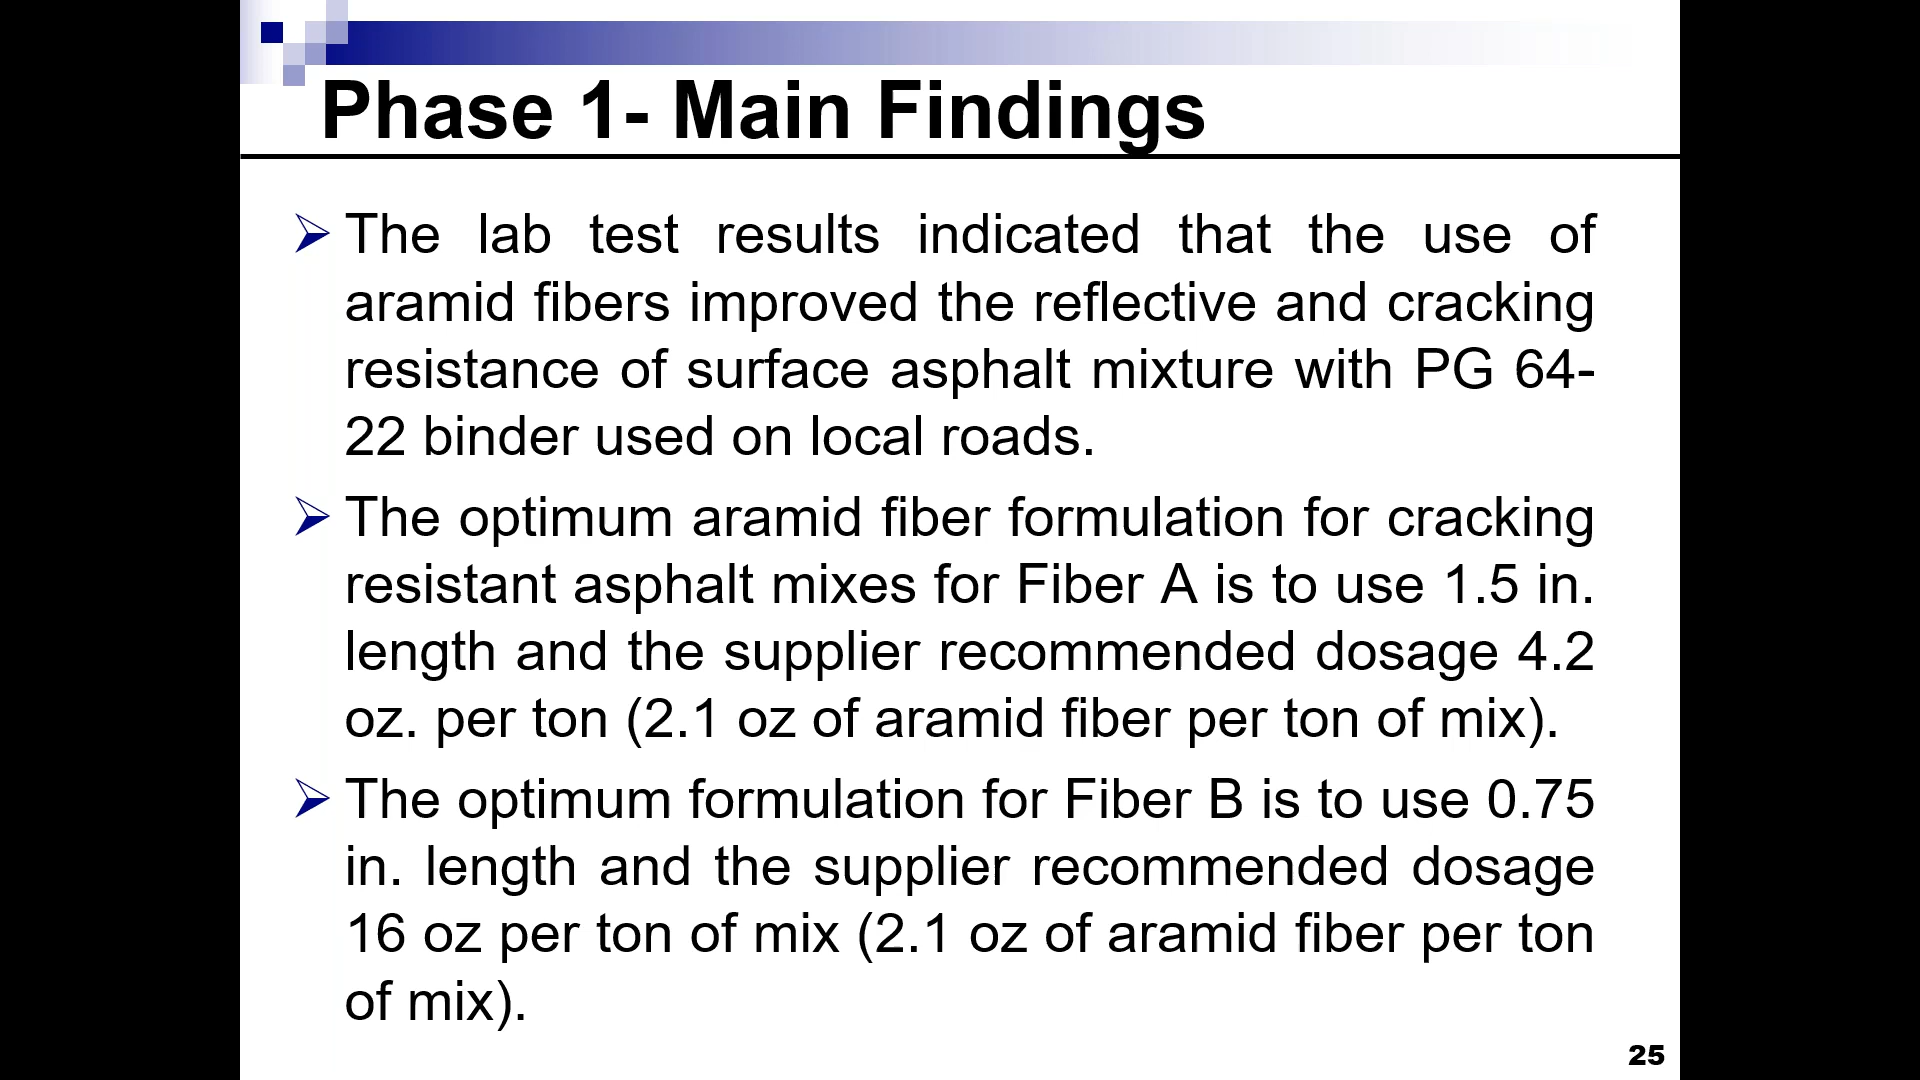 Phase 1- Main Findings
The lab test results indicated that the use of
aramid fibers improved the reflective and cracking
resistance of surface asphalt mixture with PG 64-
22 binder used on local roads.
The optimum aramid fiber formulation for cracking
resistant asphalt mixes for Fiber A is to use 1.5 in.
length and the supplier recommended dosage 4.2
oz. per ton (2.1 oz of aramid fiber per ton of mix).
The optimum formulation for Fiber B is to use 0.75
in. length and the supplier recommended dosage
16 oz per ton of mix (2.1 oz of aramid fiber per ton
of mix).
25